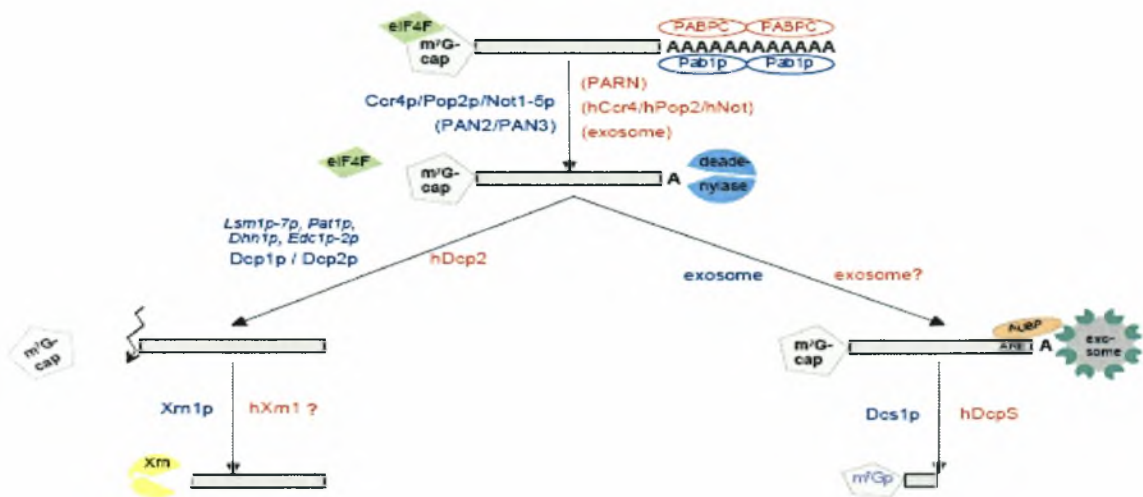 eIF4F
PABPC PABPC
m⁷G-
cap
AAAAAAAAAAAA
Pab1p Pab1p
Ccr4p/Pop2p/Not1-5p
(PAN2/PAN3)
(PARN)
(hCcr4/hPop2/hNot)
(exosome)
eIF4F
m⁷G-
cap
A
deade-
nylase
Lsm1p-7p, Pat1p,
Dhh1p, Edc1p-2p
Dcp1p / Dcp2p
hDcp2
exosome
exosome?
m⁷G-
cap
m⁷G-
cap
AUBP
ARE
A
exo-
some
Xrn1p
hXrn1 ?
Dcs1p
hDcpS
Xrn
m⁷Gp